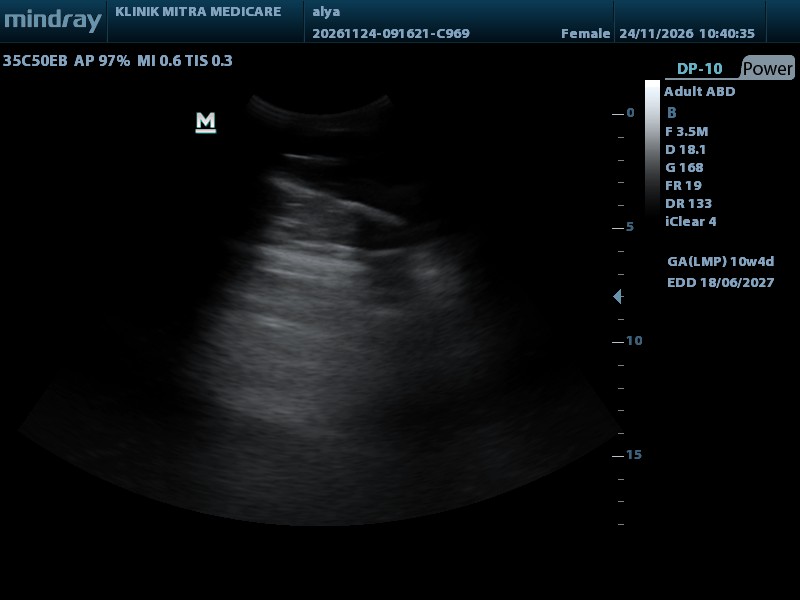 mindray
KLINIK MITRA MEDICARE
alya
20261124-091621-C969
Female
24/11/2026 10:40:35
35C50EB AP 97% MI 0.6 TIS 0.3
DP-10
Power
Adult ABD
B
F 3.5M
D 18.1
G 168
FR 19
DR 133
iClear 4
GA(LMP) 10w4d
EDD 18/06/2027
M
0
5
10
15